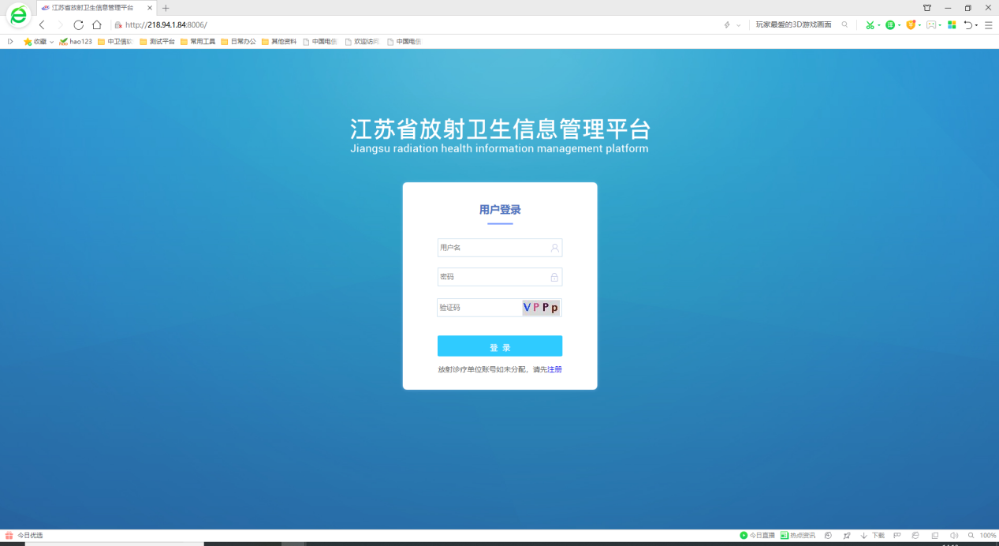 江苏省放射卫生信息管理平台
http://218.94.1.84:8006/
玩家最爱的3D游戏画面
收藏 hao123 中卫信软 测试平台 常用工具 日常办公 其他资料 中国电信 欢迎访问 中国电信
江苏省放射卫生信息管理平台
Jiangsu radiation health information management platform
用户登录
用户名
密码
验证码 VPPp
登 录
放射诊疗单位账号如未分配，请先注册
今日优选 今日直播 热点资讯 下载 100%